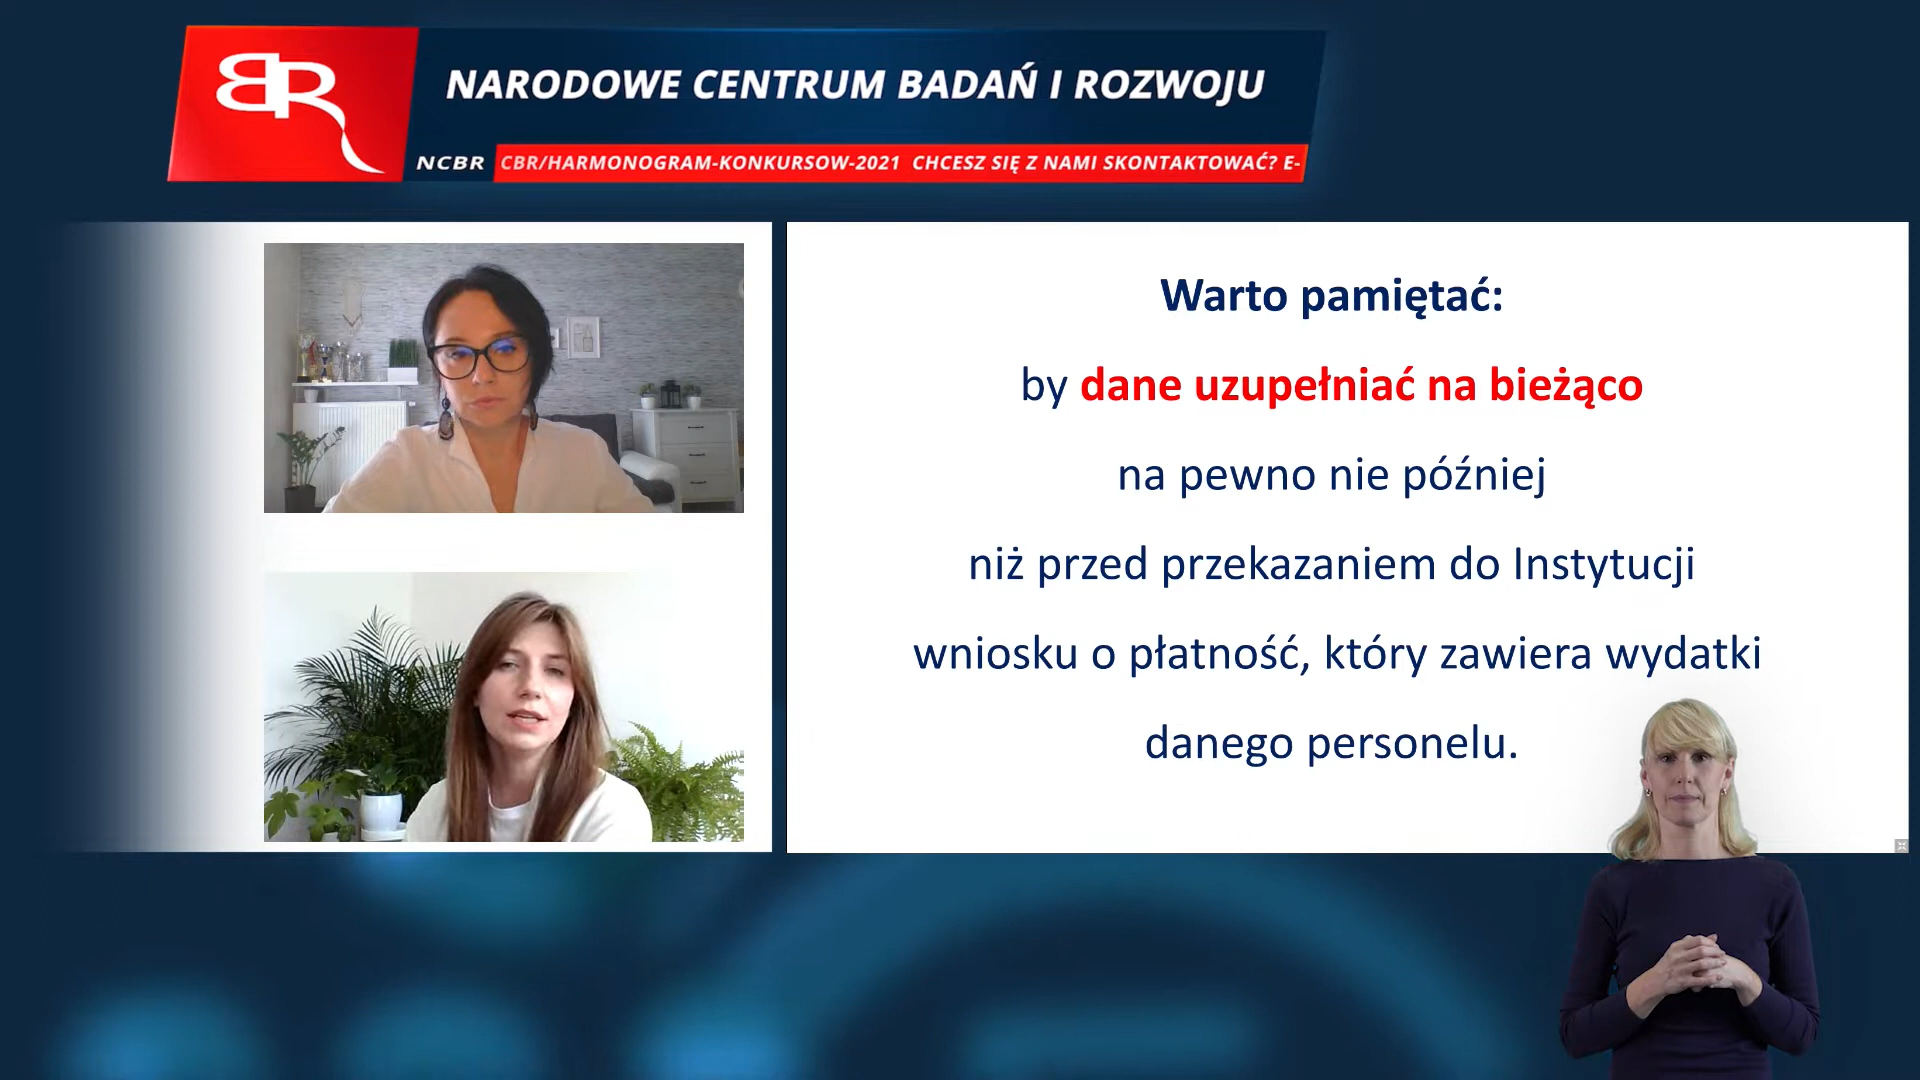 BR
NARODOWE CENTRUM BADAŃ I ROZWOJU
NCBR CBR/HARMONOGRAM-KONKURSOW-2021 CHCESZ SIĘ Z NAMI SKONTAKTOWAĆ? E-
Warto pamiętać:
by dane uzupełniać na bieżąco
na pewno nie później
niż przed przekazaniem do Instytucji
wniosku o płatność, który zawiera wydatki
danego personelu.